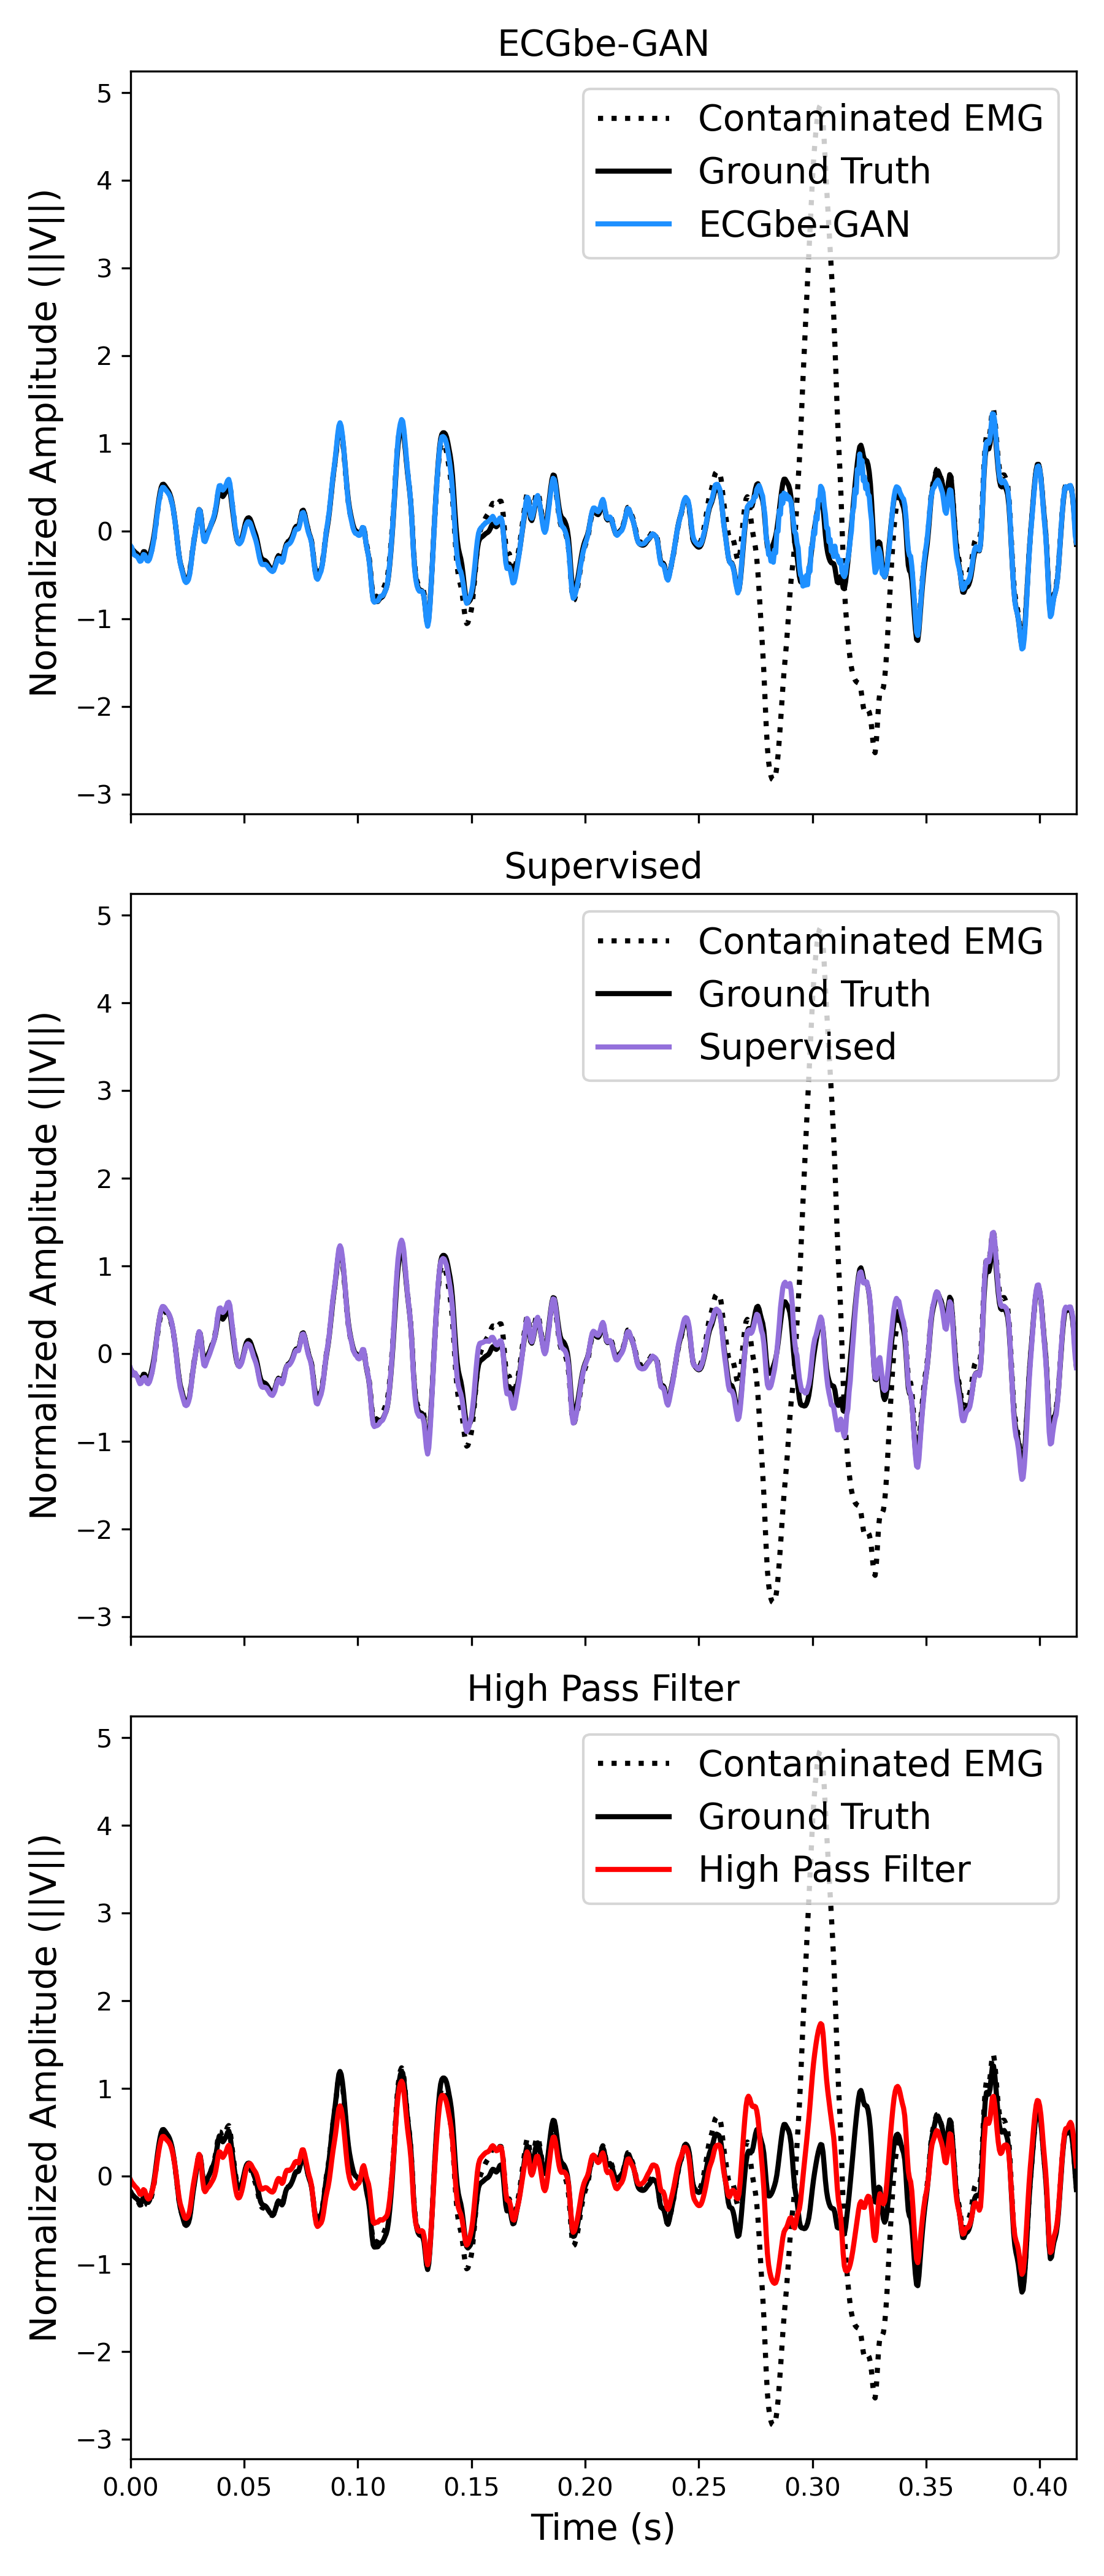 ECGbe-GAN
5
4
3
2
1
0
−1
−2
−3
Normalized Amplitude (||V||)
Contaminated EMG
Ground Truth
ECGbe-GAN
Supervised
5
4
3
2
1
0
−1
−2
−3
Normalized Amplitude (||V||)
Contaminated EMG
Ground Truth
Supervised
High Pass Filter
5
4
3
2
1
0
−1
−2
−3
Normalized Amplitude (||V||)
Contaminated EMG
Ground Truth
High Pass Filter
0.00 0.05 0.10 0.15 0.20 0.25 0.30 0.35 0.40
Time (s)